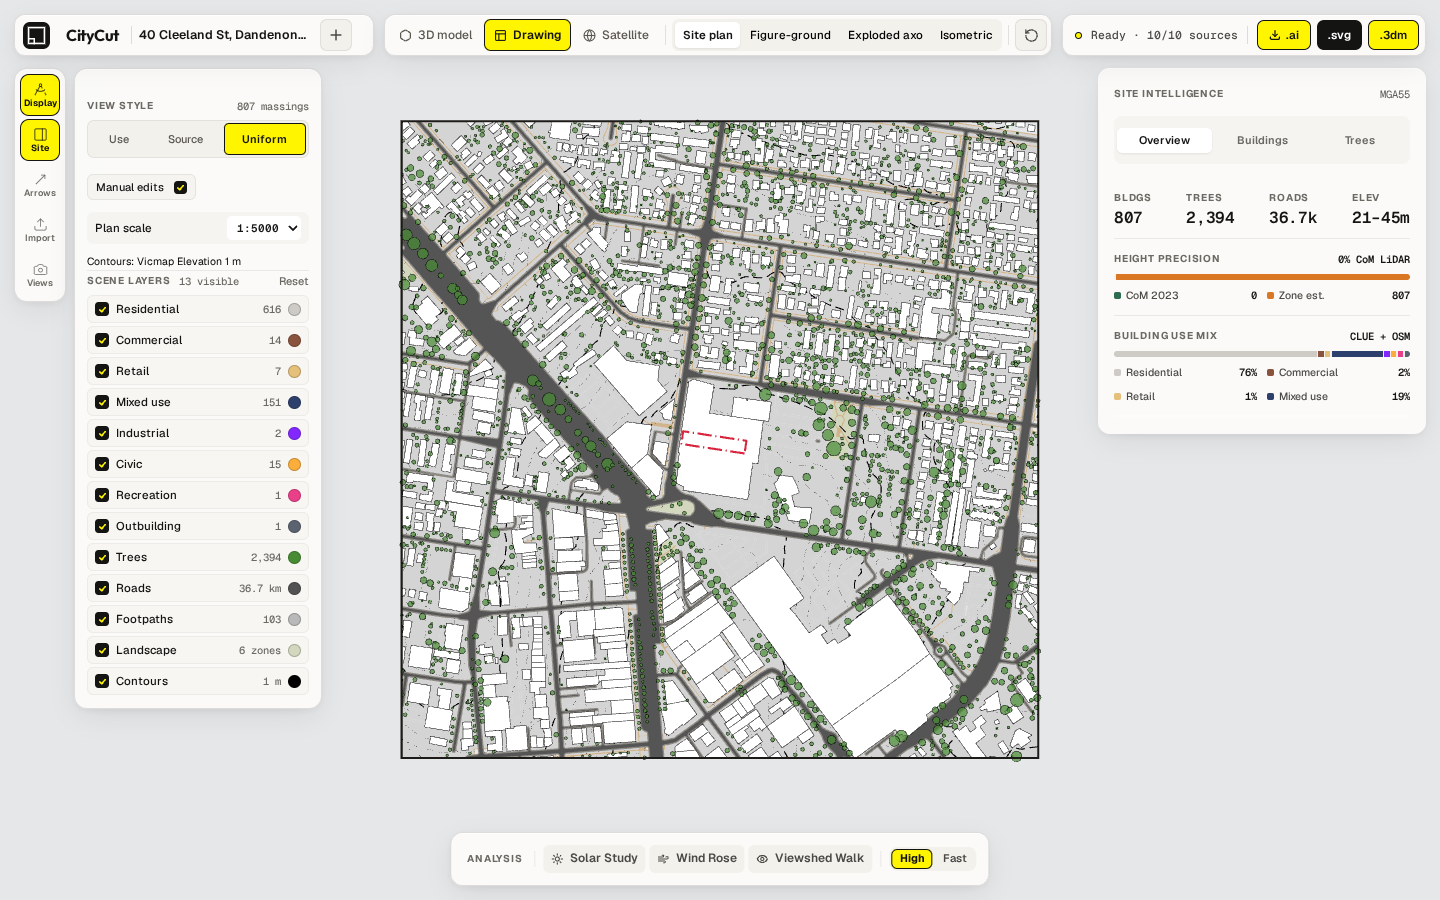 CityCut
40 Cleeland St, Dandenon...
3D model
Drawing
Satellite
Site plan
Figure-ground
Exploded axo
Isometric
Ready · 10/10 sources
.ai
.svg
.3dm
Display
Site
Arrows
Import
Views
VIEW STYLE
807 massings
Use
Source
Uniform
Manual edits
Plan scale
1:5000
Contours: Vicmap Elevation 1 m
SCENE LAYERS 13 visible
Reset
Residential 616
Commercial 14
Retail 7
Mixed use 151
Industrial 2
Civic 15
Recreation 1
Outbuilding 1
Trees 2,394
Roads 36.7 km
Footpaths 103
Landscape 6 zones
Contours 1 m
SITE INTELLIGENCE
MGA55
Overview
Buildings
Trees
BLDGS TREES ROADS ELEV
807 2,394 36.7k 21–45m
HEIGHT PRECISION 0% CoM LiDAR
CoM 2023 0 Zone est. 807
BUILDING USE MIX CLUE + OSM
Residential 76% Commercial 2%
Retail 1% Mixed use 19%
ANALYSIS
Solar Study
Wind Rose
Viewshed Walk
High
Fast